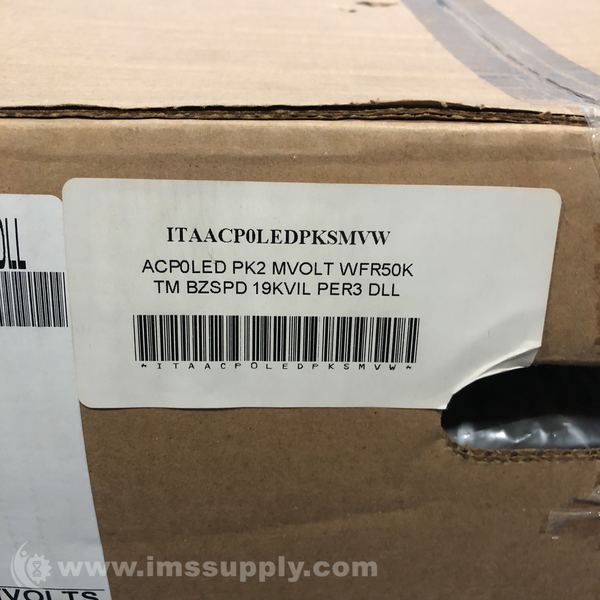 ITAACP0LEDPKSMVW
ACP0LED PK2 MVOLT WFR50K
TM BZSPD 19KVIL PER3 DLL
*ITAACP0LEDPKSMVW*
DLL
VOLTS
www.imssupply.com